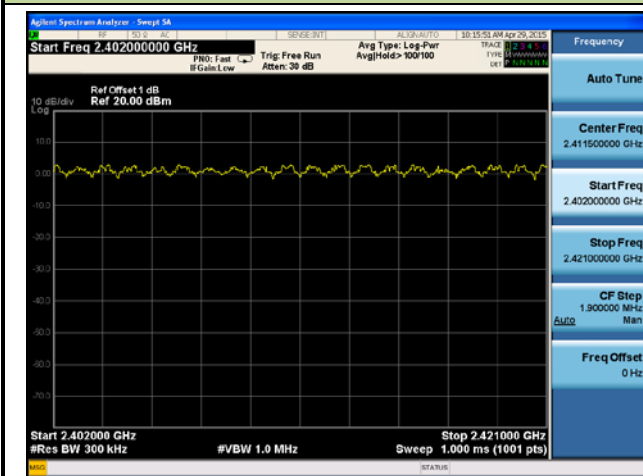 Agilent Spectrum Analyzer - Swept SA
RF 50 Ω AC SENSE:INT ALIGNAUTO 10:15:51 AM Apr 29, 2015
Start Freq 2.402000000 GHz
PNO: Fast
IFGain:Low
Trig: Free Run
Atten: 30 dB
Avg Type: Log-Pwr
Avg|Hold:> 100/100
TRACE 1 2 3 4 5 6
TYPE
DET P N N N N N
Ref Offset 1 dB
Ref 20.00 dBm
10 dB/div
Log
10.0
0.00
-10.0
-20.0
-30.0
-40.0
-50.0
-60.0
-70.0
Start 2.402000 GHz
Stop 2.421000 GHz
#Res BW 300 kHz
#VBW 1.0 MHz
Sweep 1.000 ms (1001 pts)
MSG
STATUS
Frequency
Auto Tune
Center Freq
2.411500000 GHz
Start Freq
2.402000000 GHz
Stop Freq
2.421000000 GHz
CF Step
1.900000 MHz
Auto Man
Freq Offset
0 Hz